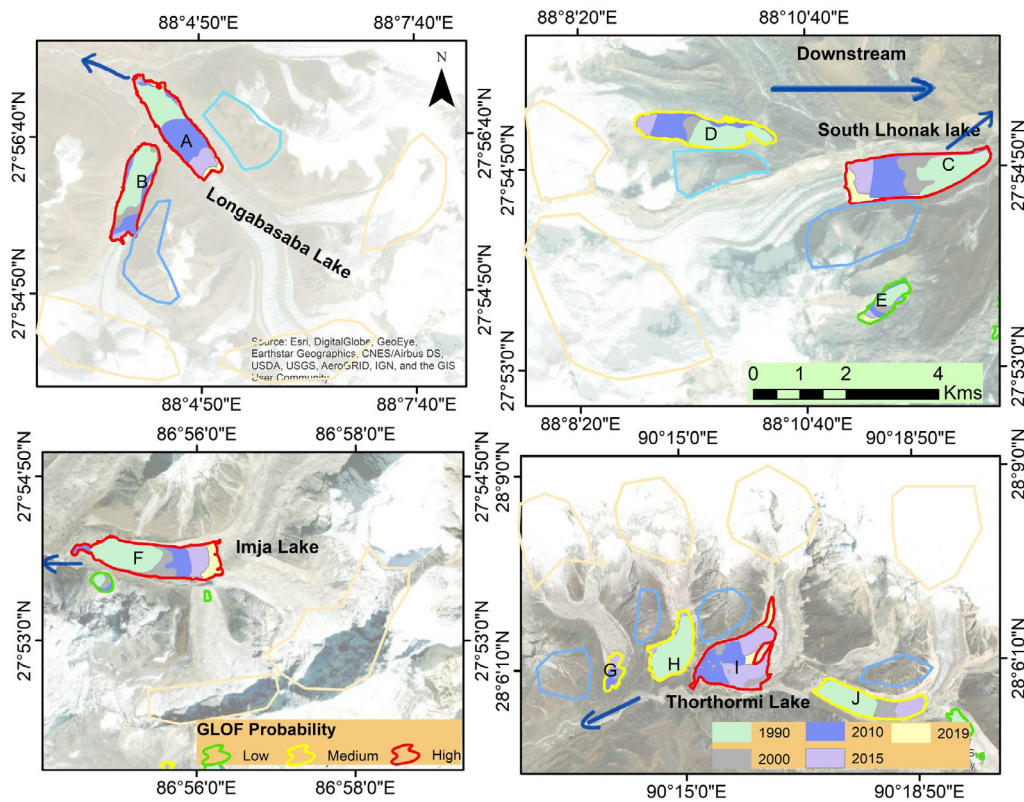 88°4'50"E
88°7'40"E
N
27°56'40"N
27°54'50"N
27°56'40"N
27°54'50"N
A
B
Longabasaba Lake
Source: Esri, DigitalGlobe, GeoEye,
Earthstar Geographics, CNES/Airbus DS,
USDA, USGS, AeroGRID, IGN, and the GIS
User Community
88°4'50"E
88°7'40"E
88°8'20"E
88°10'40"E
Downstream
South Lhonak lake
27°54'50"N
27°53'0"N
27°54'50"N
27°53'0"N
D
C
E
0
1
2
4
Kms
88°8'20"E
88°10'40"E
86°56'0"E
86°58'0"E
27°54'50"N
27°53'0"N
27°54'50"N
27°53'0"N
F
Imja Lake
GLOF Probability
Low
Medium
High
86°56'0"E
86°58'0"E
90°15'0"E
90°18'50"E
28°9'0"N
28°6'10"N
28°9'0"N
28°6'10"N
G
H
I
J
Thorthormi Lake
1990
2010
2019
2000
2015
90°15'0"E
90°18'50"E